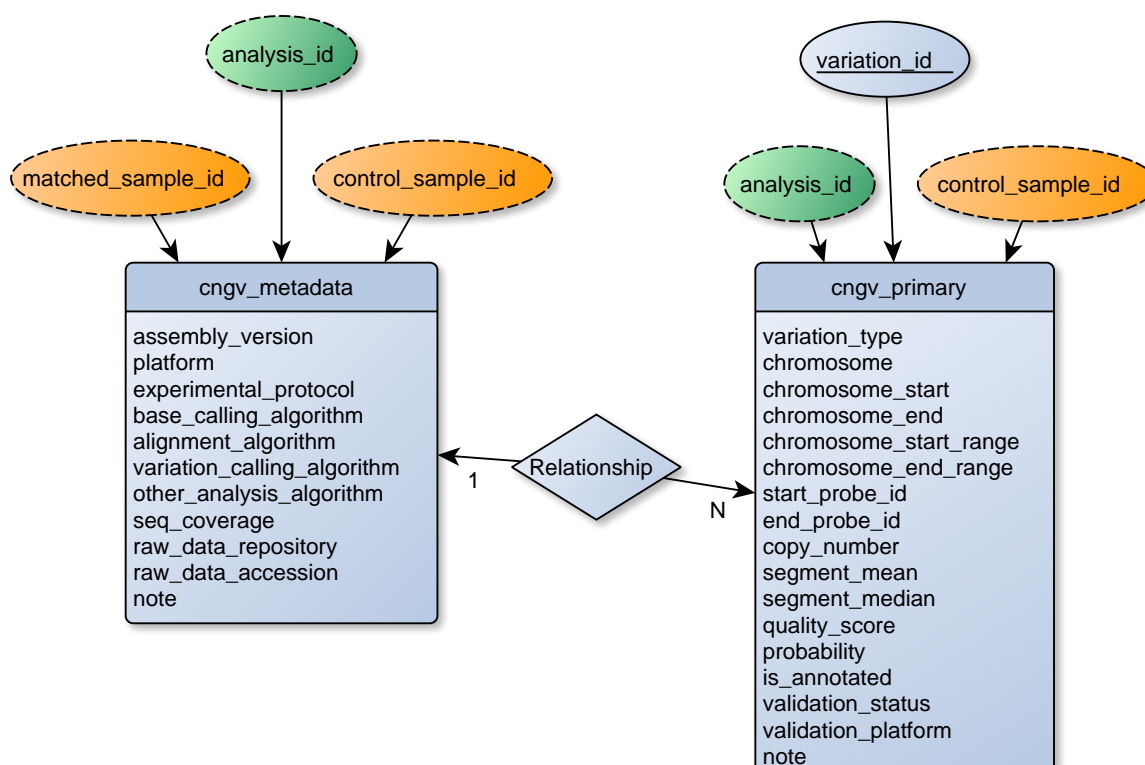 analysis_id
variation_id
matched_sample_id
control_sample_id
analysis_id
control_sample_id
cngv_metadata
assembly_version
platform
experimental_protocol
base_calling_algorithm
alignment_algorithm
variation_calling_algorithm
other_analysis_algorithm
seq_coverage
raw_data_repository
raw_data_accession
note
Relationship
1
N
cngv_primary
variation_type
chromosome
chromosome_start
chromosome_end
chromosome_start_range
chromosome_end_range
start_probe_id
end_probe_id
copy_number
segment_mean
segment_median
quality_score
probability
is_annotated
validation_status
validation_platform
note